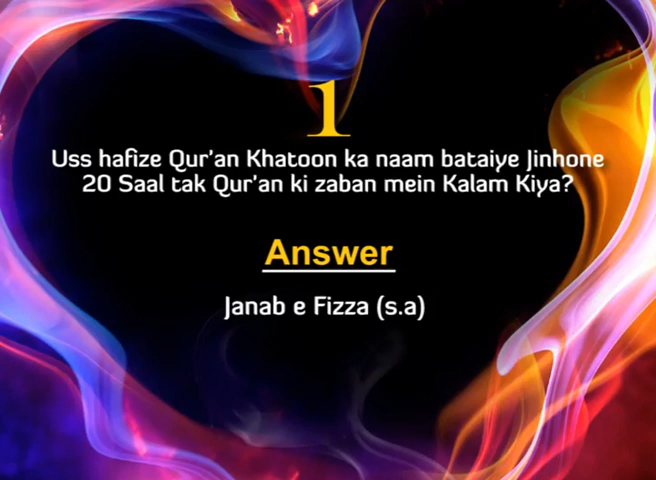 1
Uss hafize Qur'an Khatoon ka naam bataiye Jinhone
20 Saal tak Qur'an ki zaban mein Kalam Kiya?
Answer
Janab e Fizza (s.a)